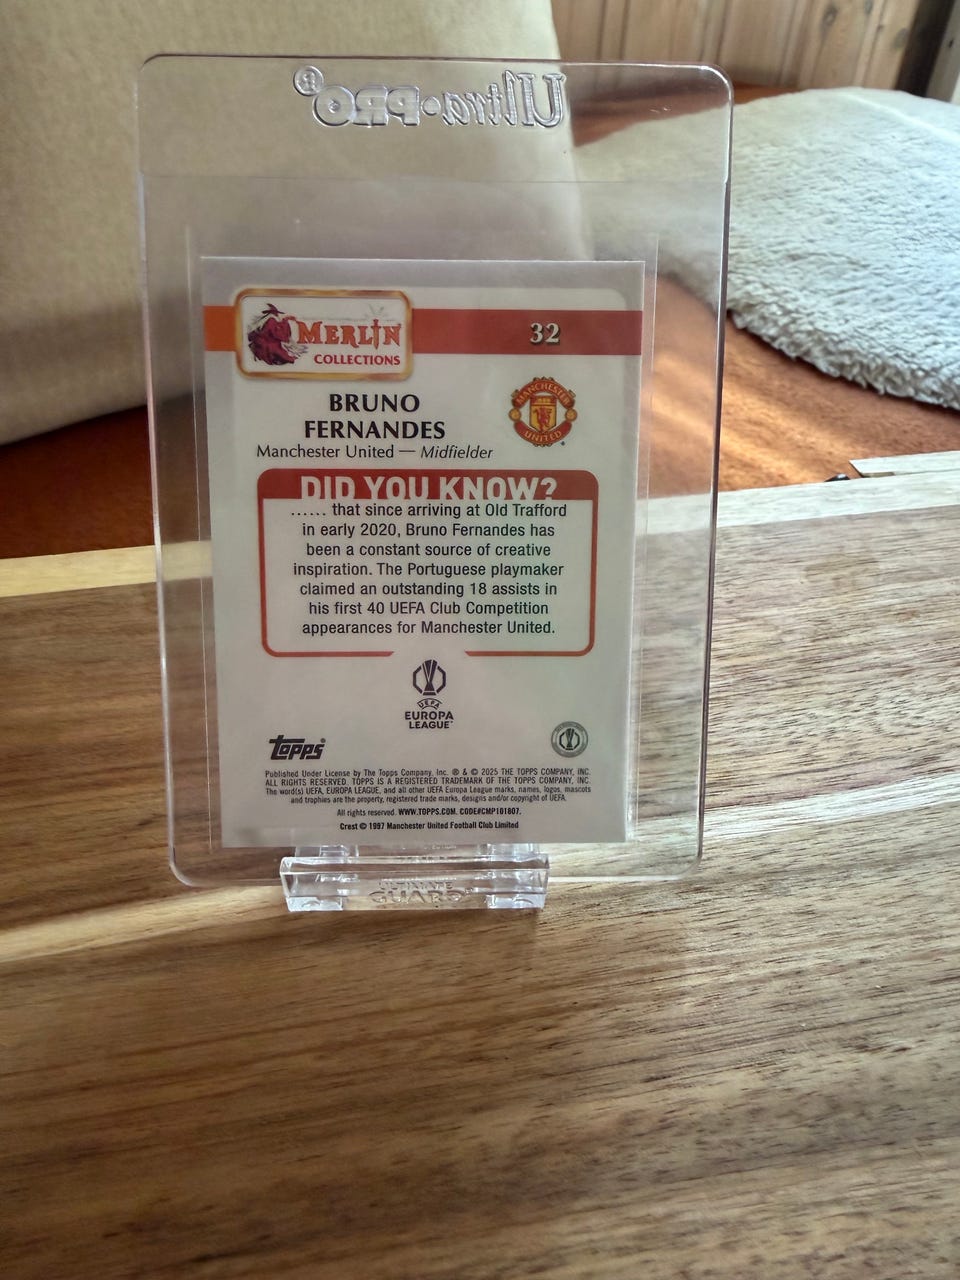 Ultra·PRO®
MERLIN
COLLECTIONS
32
MANCHESTER
UNITED
BRUNO
FERNANDES
Manchester United — Midfielder
DID YOU KNOW?
...... that since arriving at Old Trafford
in early 2020, Bruno Fernandes has
been a constant source of creative
inspiration. The Portuguese playmaker
claimed an outstanding 18 assists in
his first 40 UEFA Club Competition
appearances for Manchester United.
UEFA
EUROPA
LEAGUE
Topps®
Published Under License by The Topps Company, Inc. ® & © 2025 THE TOPPS COMPANY, INC.
ALL RIGHTS RESERVED. TOPPS IS A REGISTERED TRADEMARK OF THE TOPPS COMPANY, INC.
The word(s) UEFA, EUROPA LEAGUE, and all other UEFA Europa League marks, names, logos, mascots
and trophies are the property, registered trade marks, designs and/or copyright of UEFA.
All rights reserved. WWW.TOPPS.COM. CODE#CMP101807.
Crest © 1997 Manchester United Football Club Limited
ULTIMATE
GUARD®